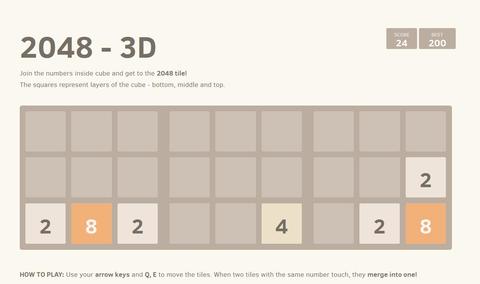 2048 - 3D
SCORE
24
BEST
200
Join the numbers inside cube and get to the 2048 tile!
The squares represent layers of the cube - bottom, middle and top.
2
2 8 2 4 2 8
HOW TO PLAY: Use your arrow keys and Q, E to move the tiles. When two tiles with the same number touch, they merge into one!